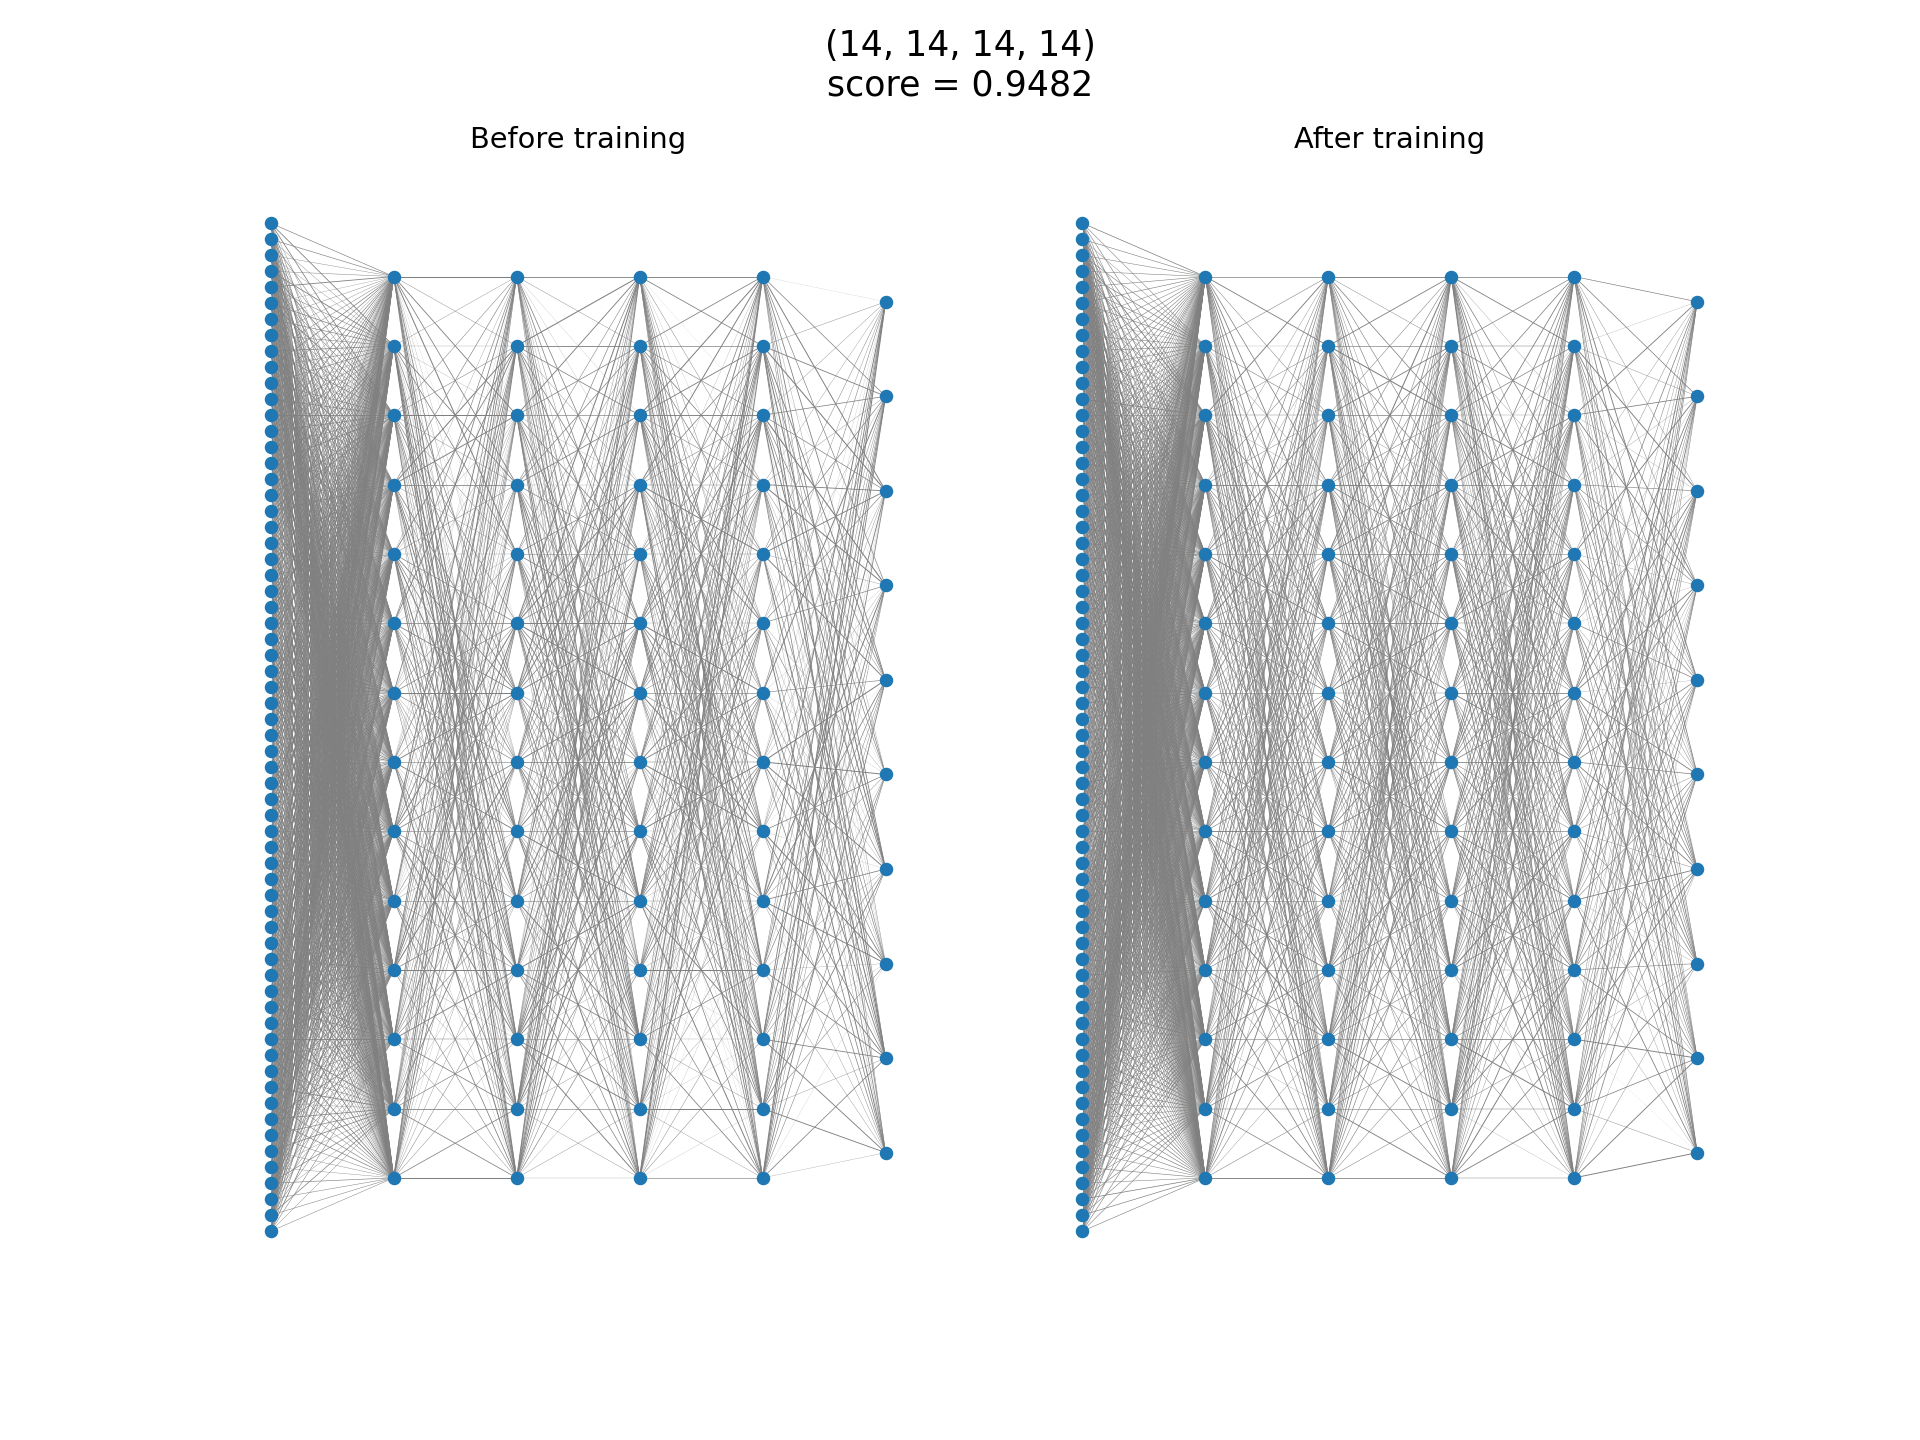 (14, 14, 14, 14)
score = 0.9482
Before training
After training